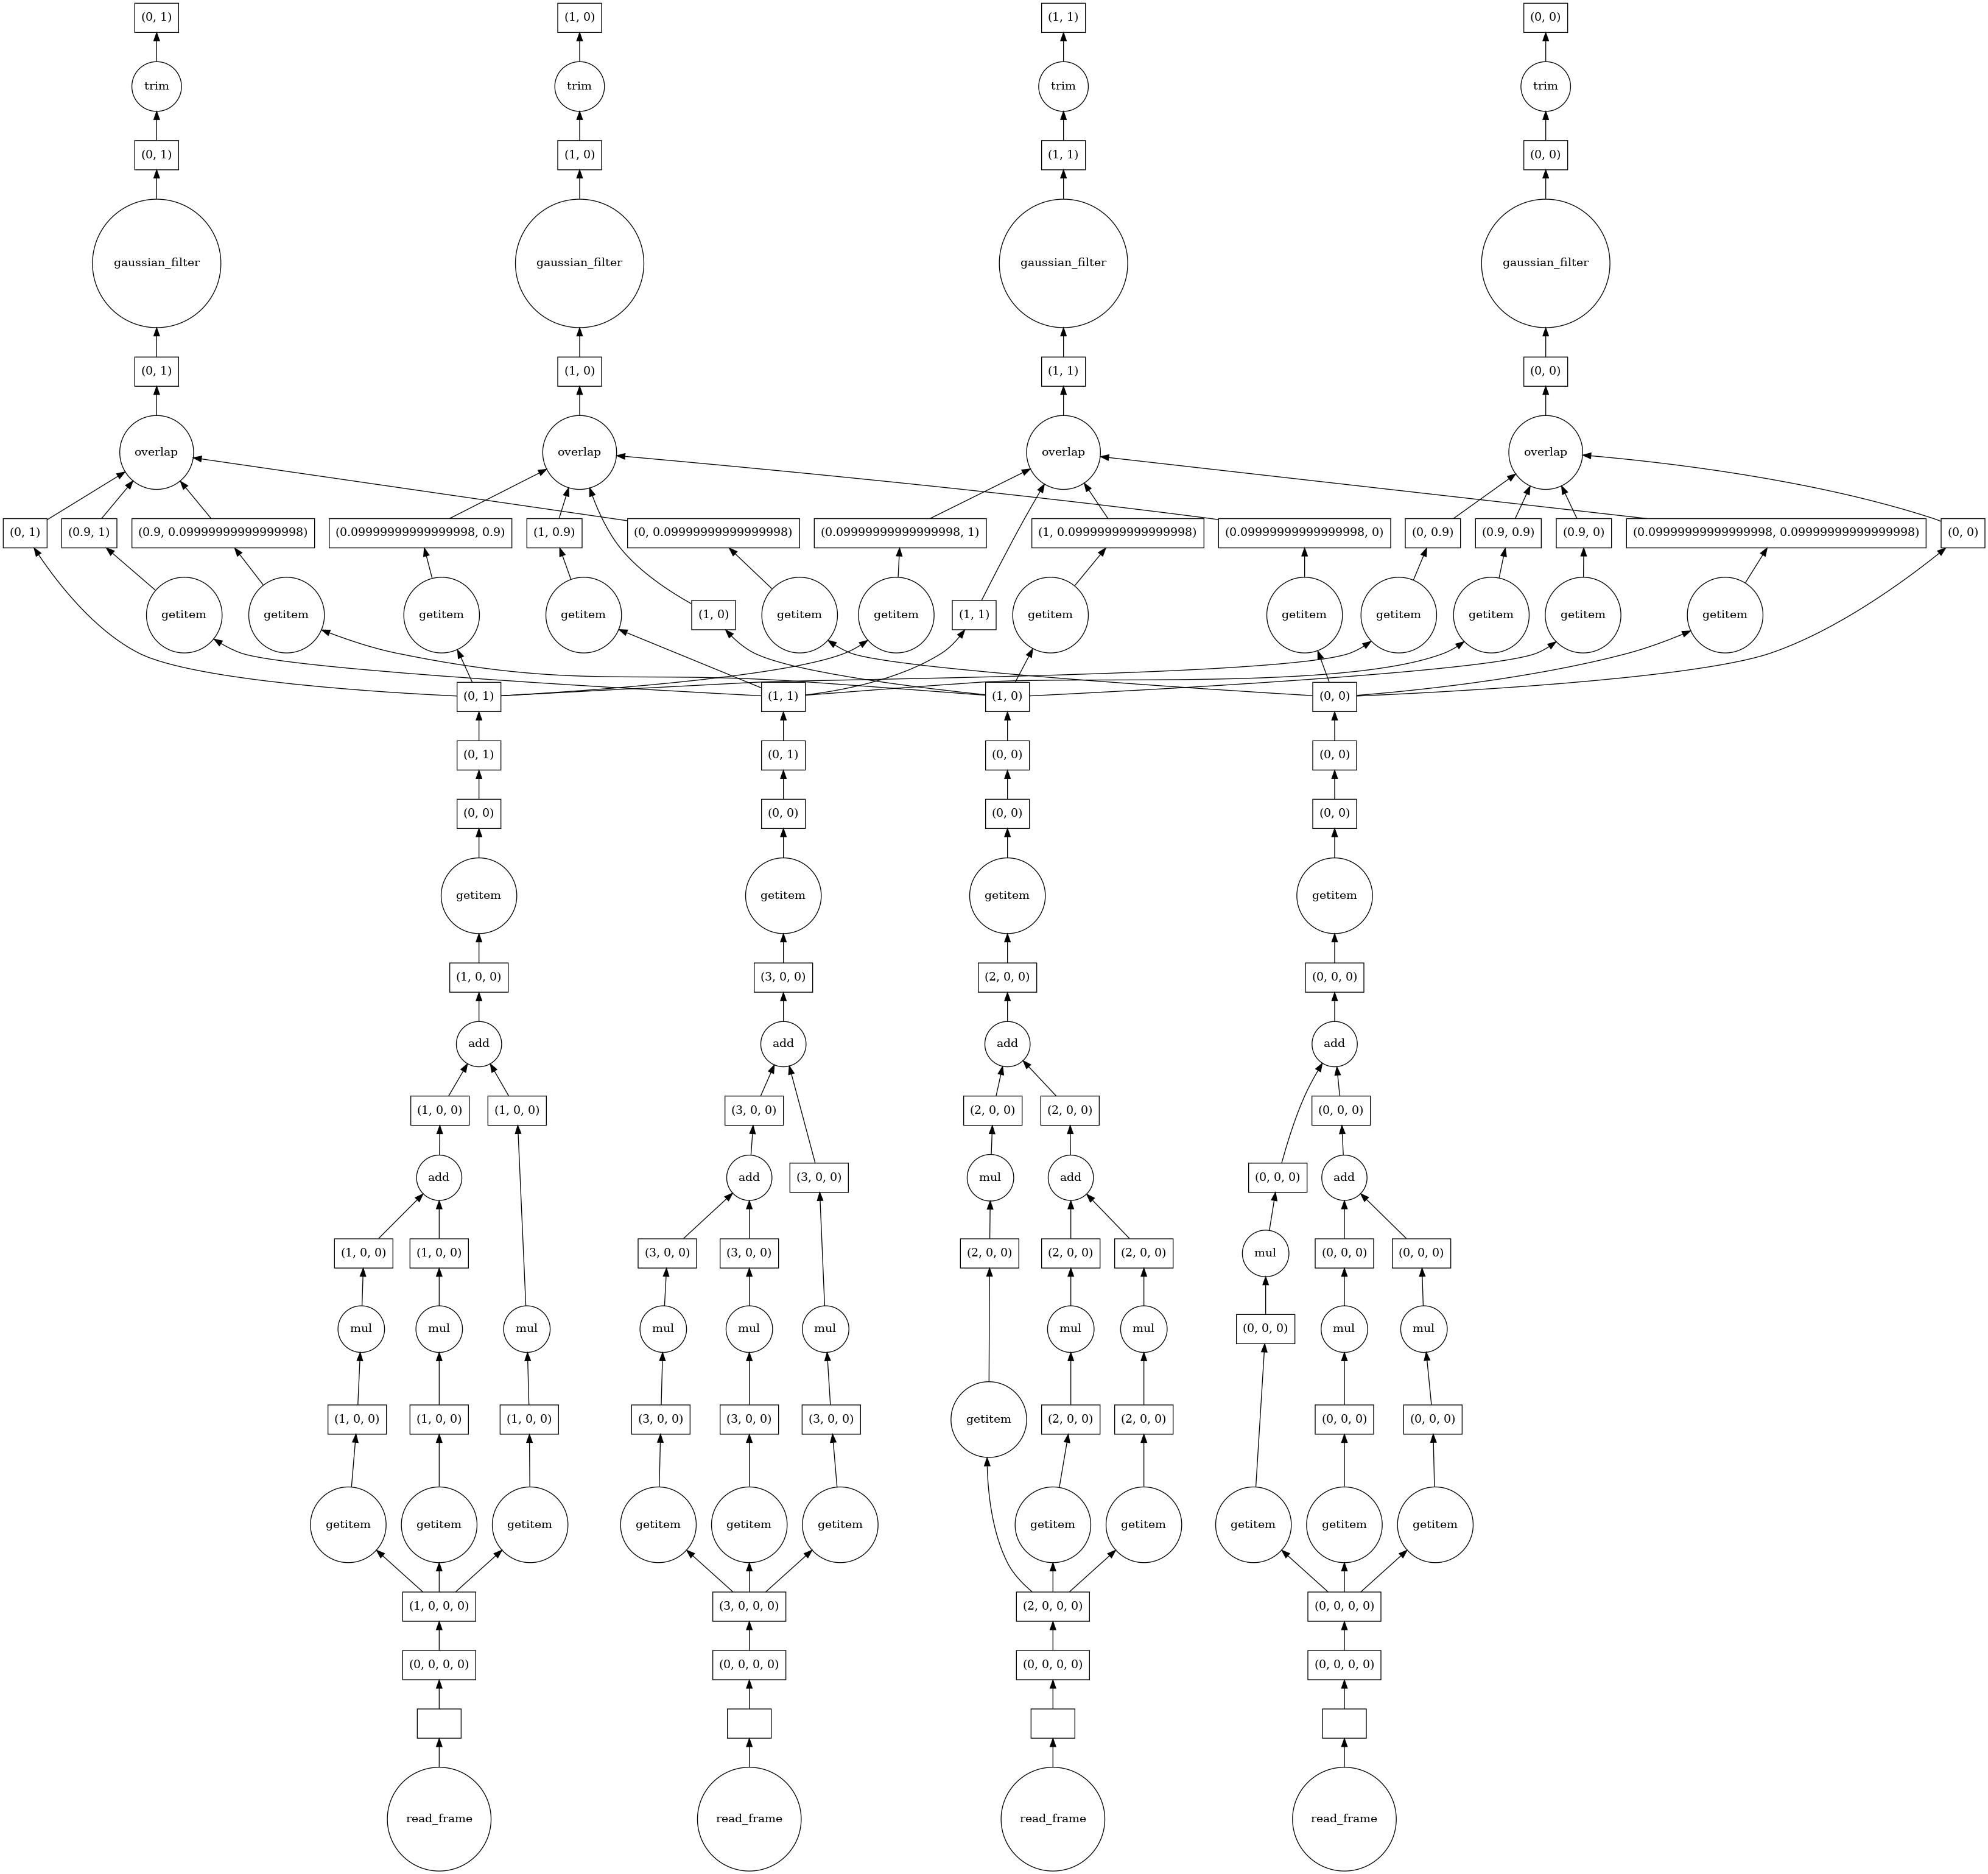 (0, 1)
(1, 0)
(1, 1)
(0, 0)
trim
trim
trim
trim
(0, 1)
(1, 0)
(1, 1)
(0, 0)
gaussian_filter
gaussian_filter
gaussian_filter
gaussian_filter
(0, 1)
(1, 0)
(1, 1)
(0, 0)
overlap
overlap
overlap
overlap
(0, 1)
(0.9, 1)
(0.9, 0.09999999999999998)
(0.09999999999999998, 0.9)
(1, 0.9)
(0, 0.09999999999999998)
(0.09999999999999998, 1)
(1, 0.09999999999999998)
(0.09999999999999998, 0)
(0, 0.9)
(0.9, 0.9)
(0.9, 0)
(0.09999999999999998, 0.09999999999999998)
(0, 0)
getitem
getitem
getitem
getitem
(1, 0)
getitem
getitem
(1, 1)
getitem
getitem
getitem
getitem
getitem
getitem
(0, 1)
(1, 1)
(1, 0)
(0, 0)
(0, 1)
(0, 1)
(0, 0)
(0, 0)
(0, 0)
(0, 0)
(0, 0)
(0, 0)
getitem
getitem
getitem
getitem
(1, 0, 0)
(3, 0, 0)
(2, 0, 0)
(0, 0, 0)
add
add
add
add
(1, 0, 0)
(1, 0, 0)
(3, 0, 0)
(2, 0, 0)
(2, 0, 0)
(0, 0, 0)
add
add
(3, 0, 0)
mul
add
(0, 0, 0)
add
(1, 0, 0)
(1, 0, 0)
(3, 0, 0)
(3, 0, 0)
(2, 0, 0)
(2, 0, 0)
(2, 0, 0)
mul
(0, 0, 0)
(0, 0, 0)
mul
mul
mul
mul
mul
mul
mul
mul
(0, 0, 0)
mul
mul
(1, 0, 0)
(1, 0, 0)
(1, 0, 0)
(3, 0, 0)
(3, 0, 0)
(3, 0, 0)
getitem
(2, 0, 0)
(2, 0, 0)
(0, 0, 0)
(0, 0, 0)
getitem
getitem
getitem
getitem
getitem
getitem
getitem
getitem
getitem
getitem
getitem
(1, 0, 0, 0)
(3, 0, 0, 0)
(2, 0, 0, 0)
(0, 0, 0, 0)
(0, 0, 0, 0)
(0, 0, 0, 0)
(0, 0, 0, 0)
(0, 0, 0, 0)
read_frame
read_frame
read_frame
read_frame